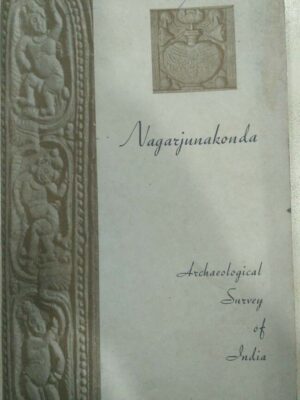 Nagarjunakonda
Archaeological
Survey
of
India